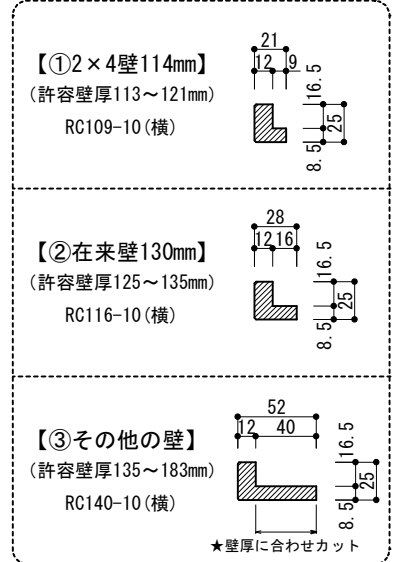 【①2×4壁114mm】
(許容壁厚113～121mm)
RC109-10(横)
21
12 9
16.5
25
8.5
【②在来壁130mm】
(許容壁厚125～135mm)
RC116-10(横)
28
12 16
16.5
25
8.5
【③その他の壁】
(許容壁厚135～183mm)
RC140-10(横)
52
12 40
16.5
25
8.5
★壁厚に合わせカット